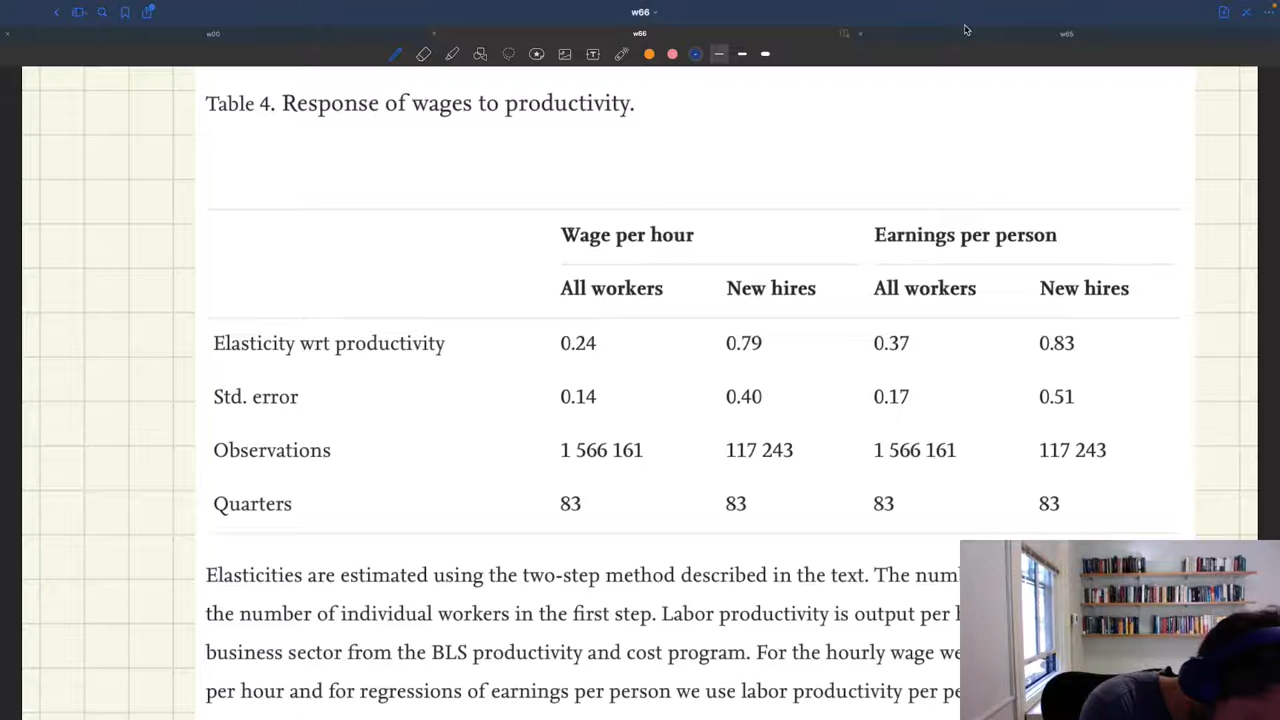 w66
w00
w66
w65
Table 4. Response of wages to productivity.
Wage per hour Earnings per person
All workers New hires All workers New hires
Elasticity wrt productivity 0.24 0.79 0.37 0.83
Std. error 0.14 0.40 0.17 0.51
Observations 1 566 161 117 243 1 566 161 117 243
Quarters 83 83 83 83
Elasticities are estimated using the two-step method described in the text. The
the number of individual workers in the first step. Labor productivity is output per
business sector from the BLS productivity and cost program. For the hourly wage
per hour and for regressions of earnings per person we use labor productivity per